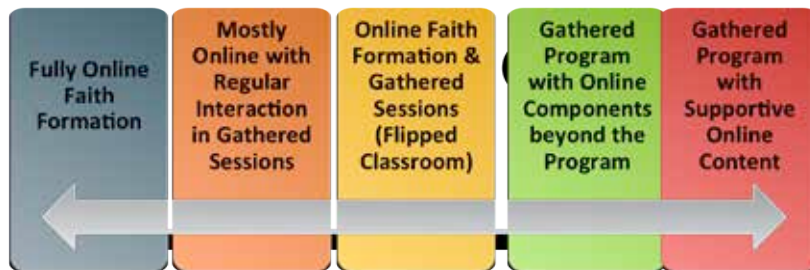 Fully Online
Faith
Formation
Mostly
Online with
Regular
Interaction
in Gathered
Sessions
Online Faith
Formation &
Gathered
Sessions
(Flipped
Classroom)
Gathered
Program
with Online
Components
beyond the
Program
Gathered
Program
with
Supportive
Online
Content